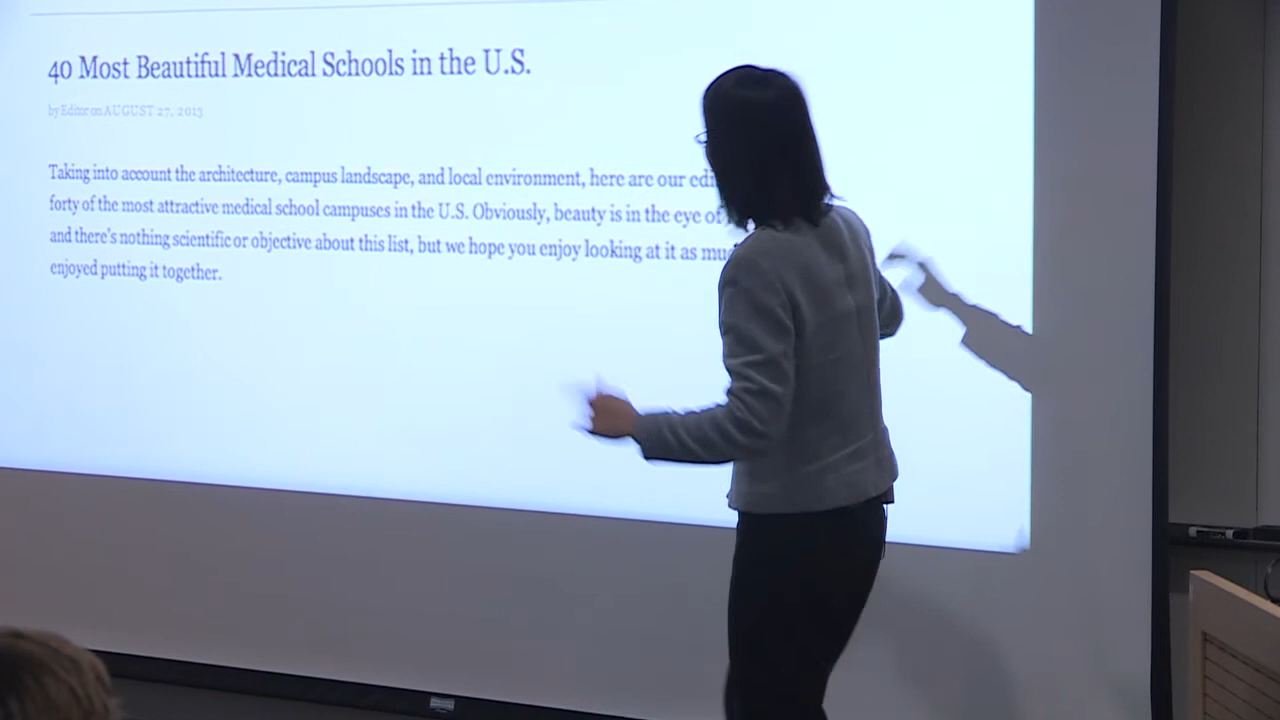 40 Most Beautiful Medical Schools in the U.S.
by Editor on AUGUST 27, 2013
Taking into account the architecture, campus landscape, and local environment, here are our
forty of the most attractive medical school campuses in the U.S. Obviously, beauty is in the eye of
and there's nothing scientific or objective about this list, but we hope you enjoy looking at it as
enjoyed putting it together.